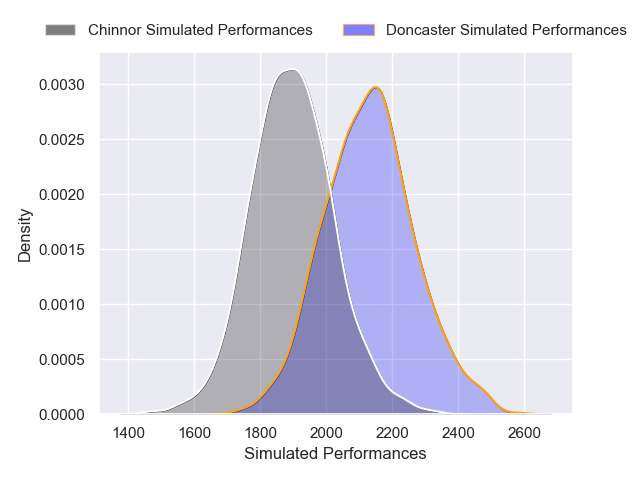 Chinnor Simulated Performances Doncaster Simulated Performances
0.0030
0.0025
0.0020
0.0015
0.0010
0.0005
0.0000
Density
1400 1600 1800 2000 2200 2400 2600
Simulated Performances